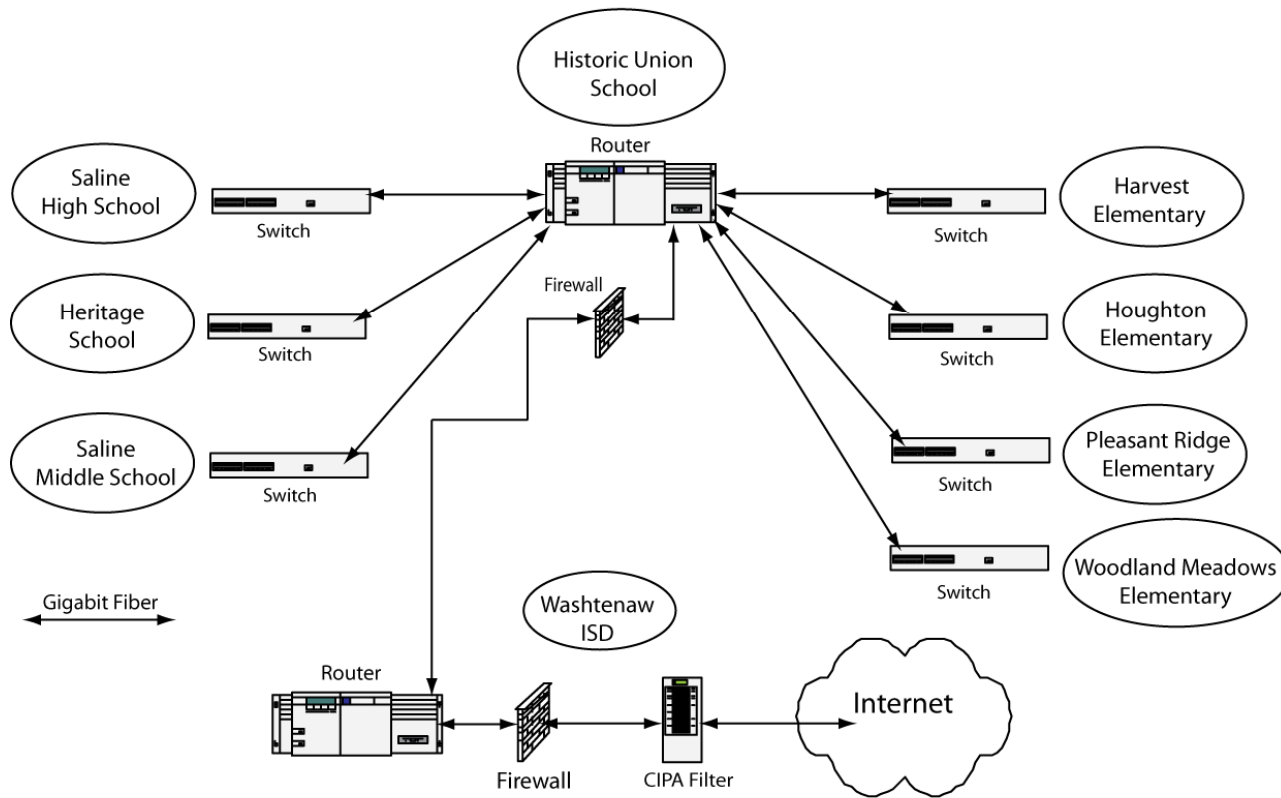 Historic Union
School
Router
Saline
High School
Switch
Harvest
Elementary
Switch
Firewall
Heritage
School
Switch
Houghton
Elementary
Switch
Saline
Middle School
Switch
Pleasant Ridge
Elementary
Switch
Woodland Meadows
Elementary
Switch
Gigabit Fiber
Washtenaw
ISD
Router
Firewall
CIPA Filter
Internet